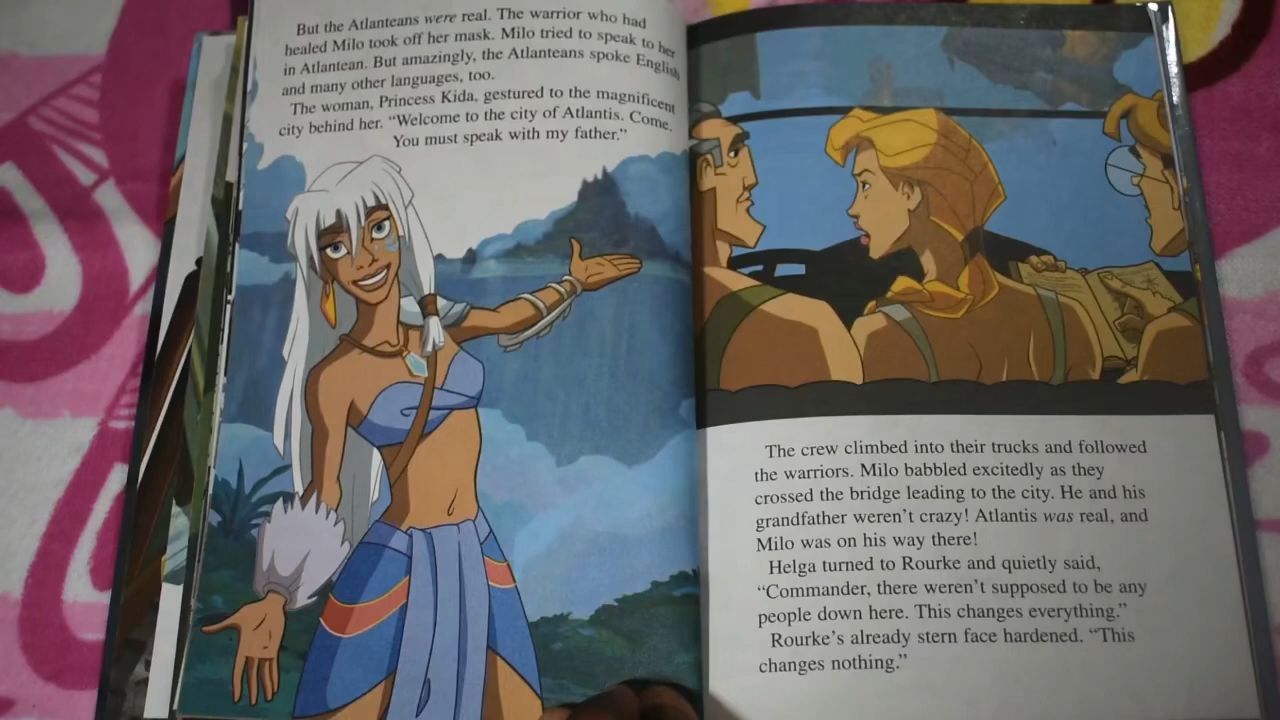 But the Atlanteans were real. The warrior who had
healed Milo took off her mask. Milo tried to speak to her
in Atlantean. But amazingly, the Atlanteans spoke English
and many other languages, too.
The woman, Princess Kida, gestured to the magnificent
city behind her. “Welcome to the city of Atlantis. Come.
You must speak with my father.”
The crew climbed into their trucks and followed
the warriors. Milo babbled excitedly as they
crossed the bridge leading to the city. He and his
grandfather weren’t crazy! Atlantis was real, and
Milo was on his way there!
Helga turned to Rourke and quietly said,
“Commander, there weren’t supposed to be any
people down here. This changes everything.”
Rourke’s already stern face hardened. “This
changes nothing.”